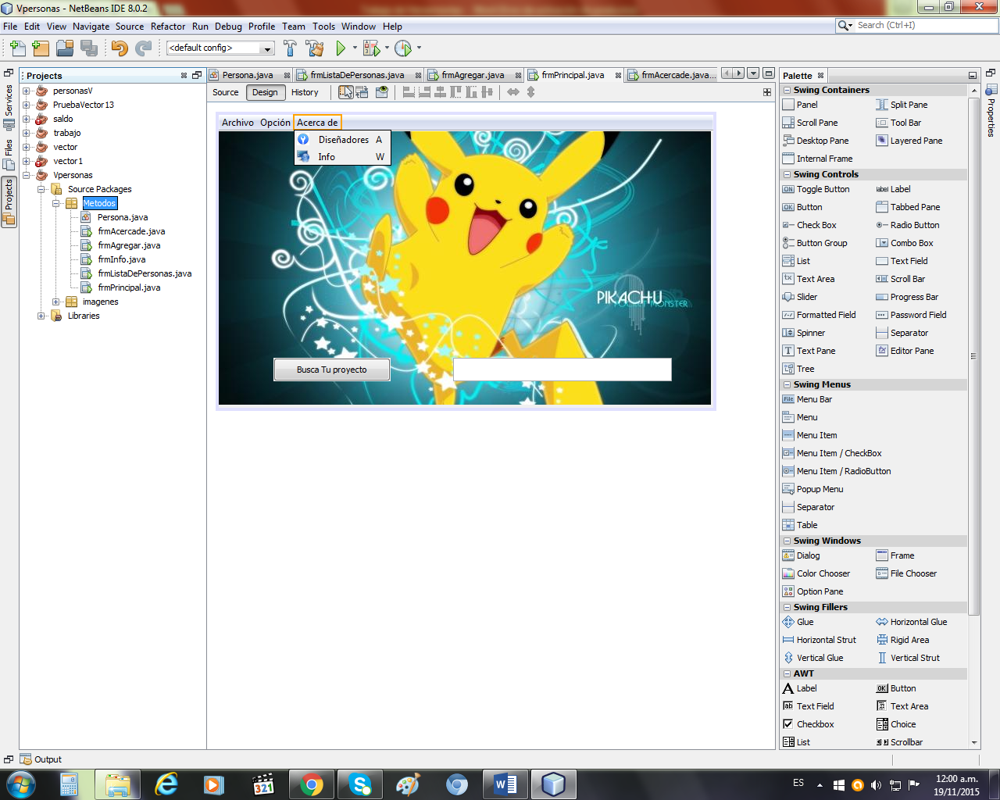 Vpersonas - NetBeans IDE 8.0.2
File Edit View Navigate Source Refactor Run Debug Profile Team Tools Window Help
Search (Ctrl+I)
<default config>
Services
Files
Projects
Projects
personasV
PruebaVector13
saldo
trabajo
vector
vector1
Vpersonas
Source Packages
Metodos
Persona.java
frmAcercade.java
frmAgregar.java
frmInfo.java
frmListaDePersonas.java
frmPrincipal.java
imagenes
Libraries
Persona.java frmListaDePersonas.java frmAgregar.java frmPrincipal.java frmAcercade.java...
Source Design History
Archivo Opción Acerca de
Diseñadores A
Info W
PIKACHU
POCKET MONSTER
Busca Tu proyecto
Palette
Swing Containers
Panel Split Pane
Scroll Pane Tool Bar
Desktop Pane Layered Pane
Internal Frame
Swing Controls
Toggle Button label Label
OK Button Tabbed Pane
Check Box Radio Button
Button Group Combo Box
List Text Field
Text Area Scroll Bar
Slider Progress Bar
Formatted Field Password Field
Spinner Separator
Text Pane Editor Pane
Tree
Swing Menus
File Menu Bar
Menu
Menu Item
Menu Item / CheckBox
Menu Item / RadioButton
Popup Menu
Separator
Table
Swing Windows
Dialog Frame
Color Chooser File Chooser
Option Pane
Swing Fillers
Glue Horizontal Glue
Horizontal Strut Rigid Area
Vertical Glue Vertical Strut
AWT
A Label OK Button
Text Field Text Area
Checkbox Choice
List Scrollbar
Properties
Output
321
ES
12:00 a.m.
19/11/2015